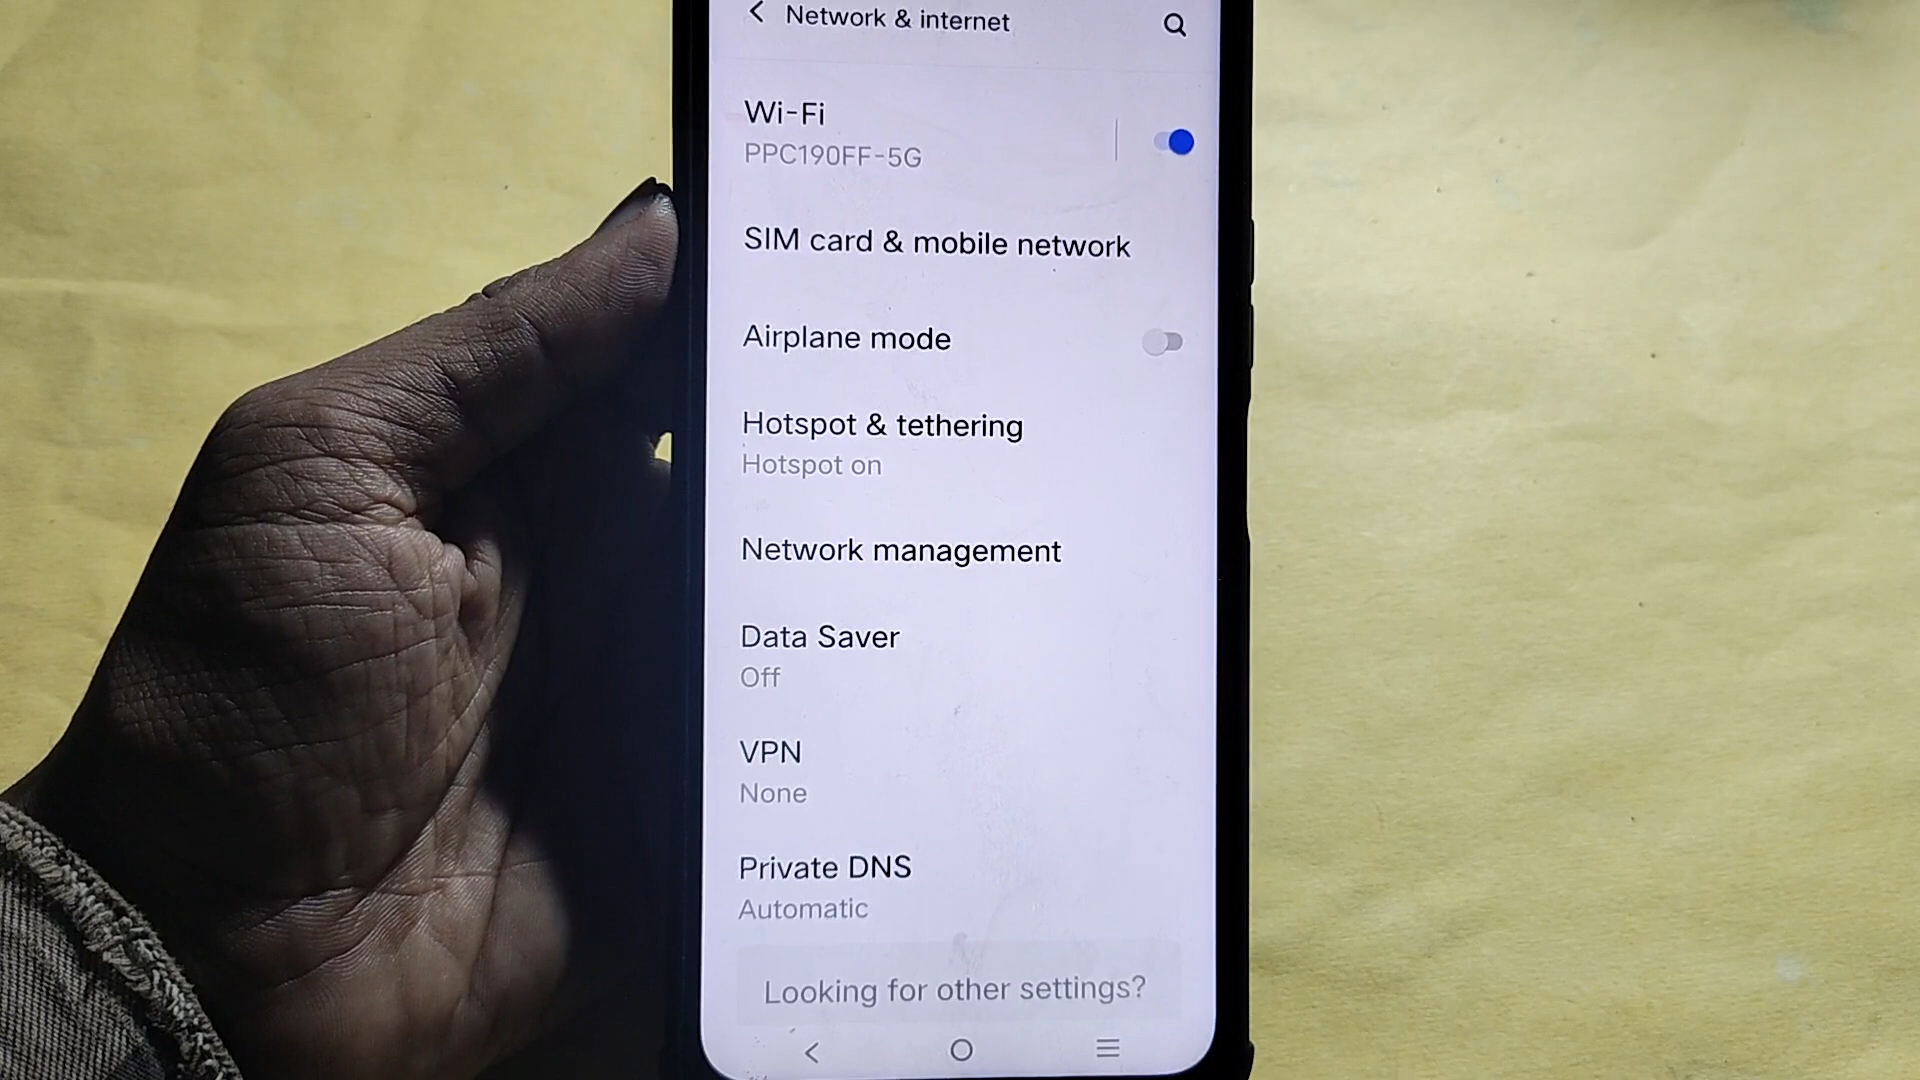 Network & internet
Wi-Fi
PPC190FF-5G
SIM card & mobile network
Airplane mode
Hotspot & tethering
Hotspot on
Network management
Data Saver
Off
VPN
None
Private DNS
Automatic
Looking for other settings?